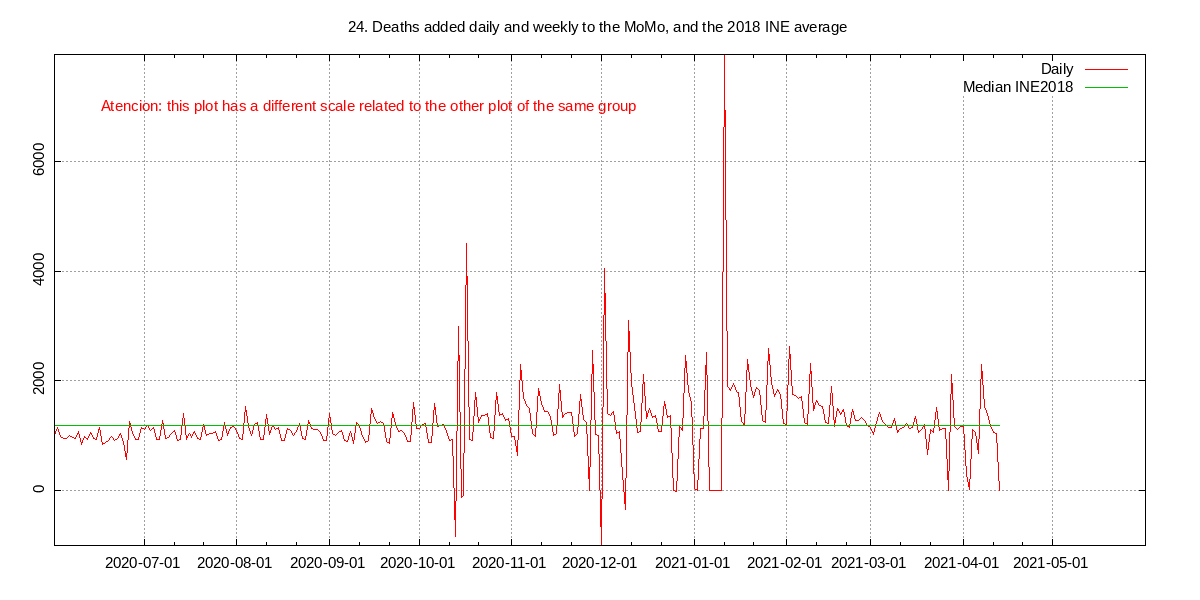 24. Deaths added daily and weekly to the MoMo, and the 2018 INE average
Daily
Median INE2018
Atencion: this plot has a different scale related to the other plot of the same group
6000
4000
2000
0
2020-07-01 2020-08-01 2020-09-01 2020-10-01 2020-11-01 2020-12-01 2021-01-01 2021-02-01 2021-03-01 2021-04-01 2021-05-01